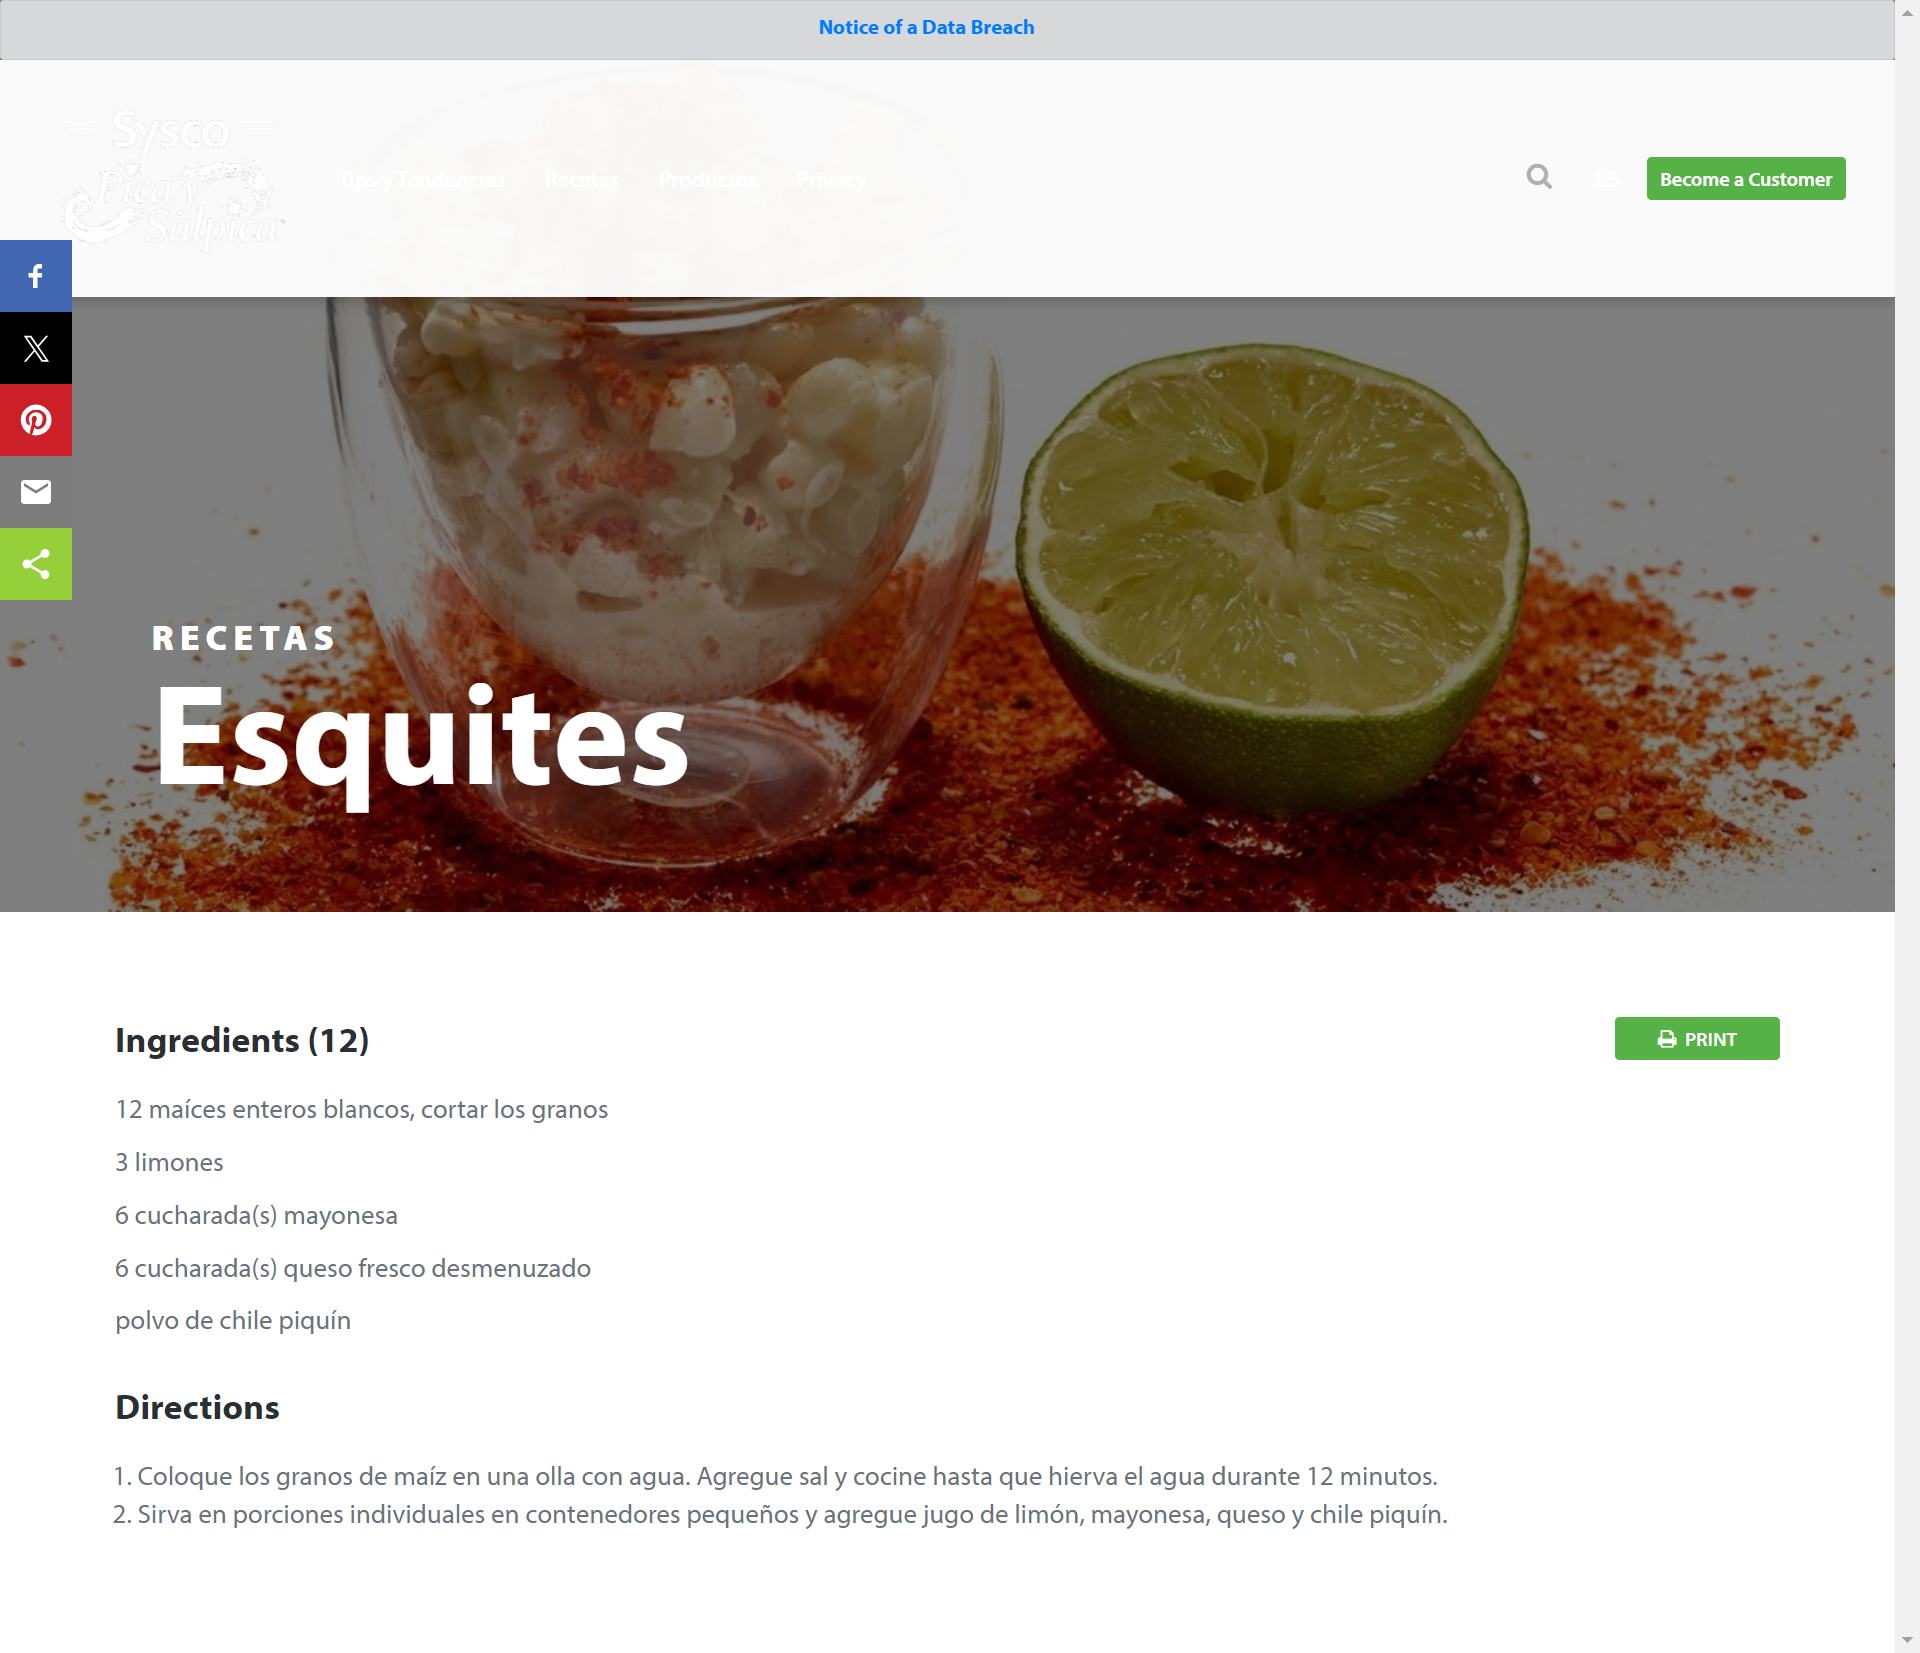 Notice of a Data Breach
Sysco
Pica y
Salpica
Tips y Tendencias
Recetas
Productos
Privacy
ES
Become a Customer
RECETAS
Esquites
Ingredients (12)
PRINT
12 maíces enteros blancos, cortar los granos
3 limones
6 cucharada(s) mayonesa
6 cucharada(s) queso fresco desmenuzado
polvo de chile piquín
Directions
1. Coloque los granos de maíz en una olla con agua. Agregue sal y cocine hasta que hierva el agua durante 12 minutos.
2. Sirva en porciones individuales en contenedores pequeños y agregue jugo de limón, mayonesa, queso y chile piquín.